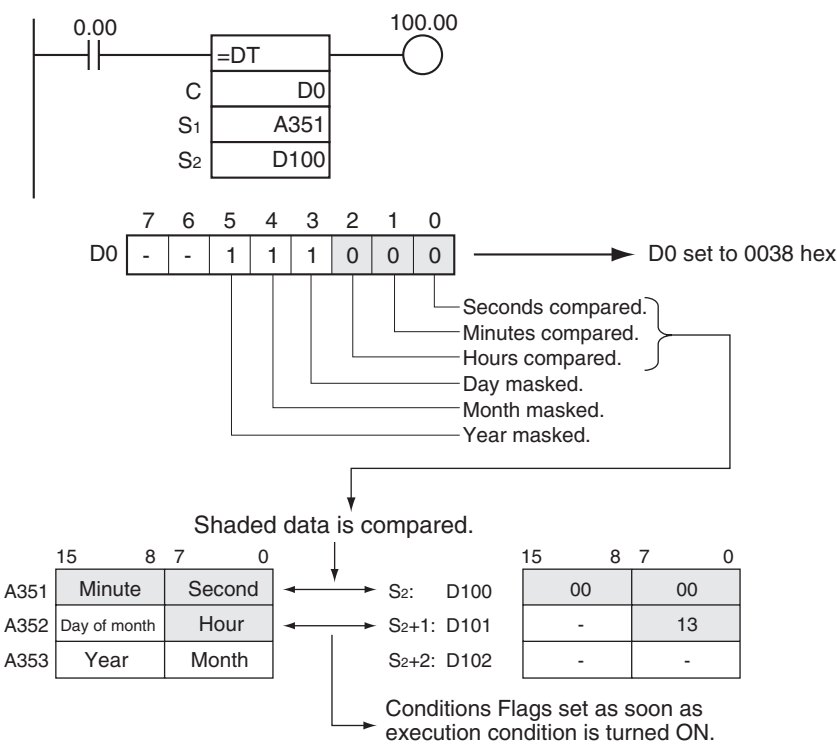 0.00 100.00
=DT
C D0
S1 A351
S2 D100
7 6 5 4 3 2 1 0
D0 - - 1 1 1 0 0 0 D0 set to 0038 hex
Seconds compared.
Minutes compared.
Hours compared.
Day masked.
Month masked.
Year masked.
Shaded data is compared.
15 8 7 0 15 8 7 0
A351 Minute Second S2: D100 00 00
A352 Day of month Hour S2+1: D101 - 13
A353 Year Month S2+2: D102 - -
Conditions Flags set as soon as
execution condition is turned ON.